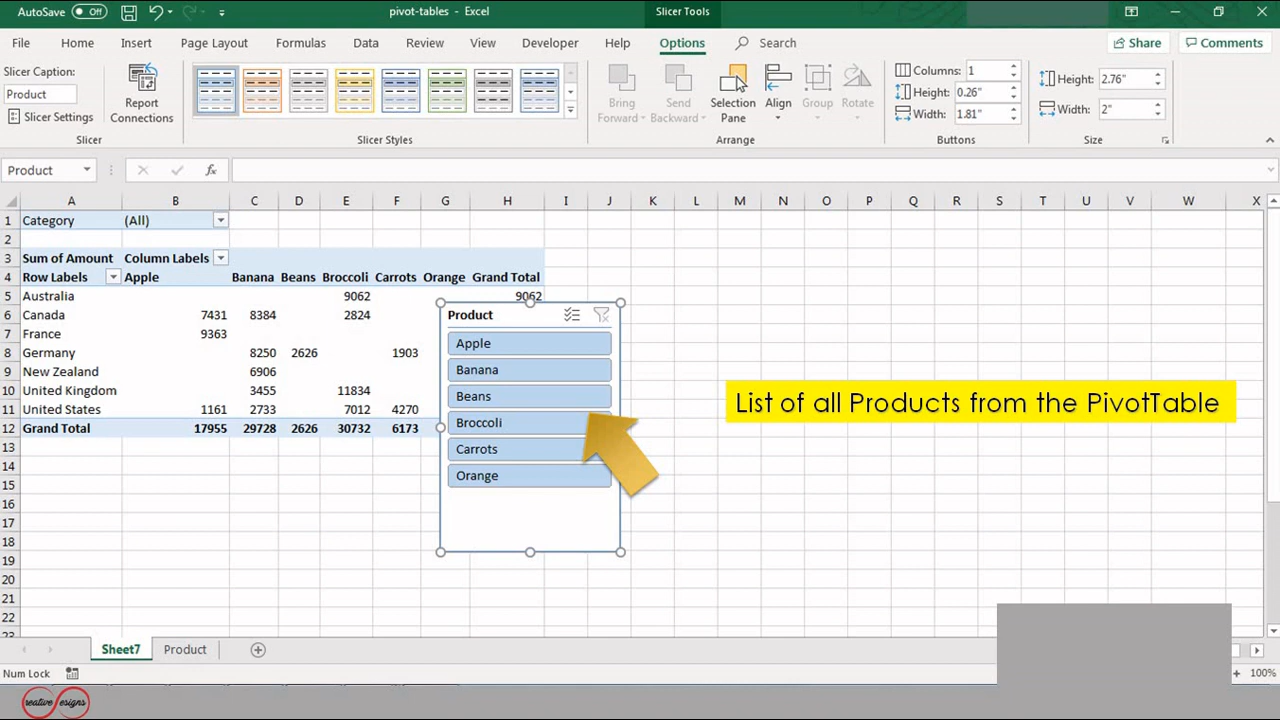 AutoSave Off pivot-tables - Excel Slicer Tools
File Home Insert Page Layout Formulas Data Review View Developer Help Options Search Share Comments
Slicer Caption:
Product
Slicer Settings
Report
Connections
Bring
Forward
Send
Backward
Selection
Pane
Align
Group
Rotate
Columns: 1
Height: 0.26"
Width: 1.81"
Height: 2.76"
Width: 2"
Slicer Slicer Styles Arrange Buttons Size
Product fx
A B C D E F G H I J K L M N O P Q R S T U V W X
1 Category (All)
2
3 Sum of Amount Column Labels
4 Row Labels Apple Banana Beans Broccoli Carrots Orange Grand Total
5 Australia 9062 9062
6 Canada 7431 8384 2824
7 France 9363
8 Germany 8250 2626 1903
9 New Zealand 6906
10 United Kingdom 3455 11834
11 United States 1161 2733 7012 4270
12 Grand Total 17955 29728 2626 30732 6173
13
14
15
16
17
18
19
20
21
22
23
Product
Apple
Banana
Beans
Broccoli
Carrots
Orange
List of all Products from the PivotTable
Sheet7 Product
Num Lock 100%
reative esigns